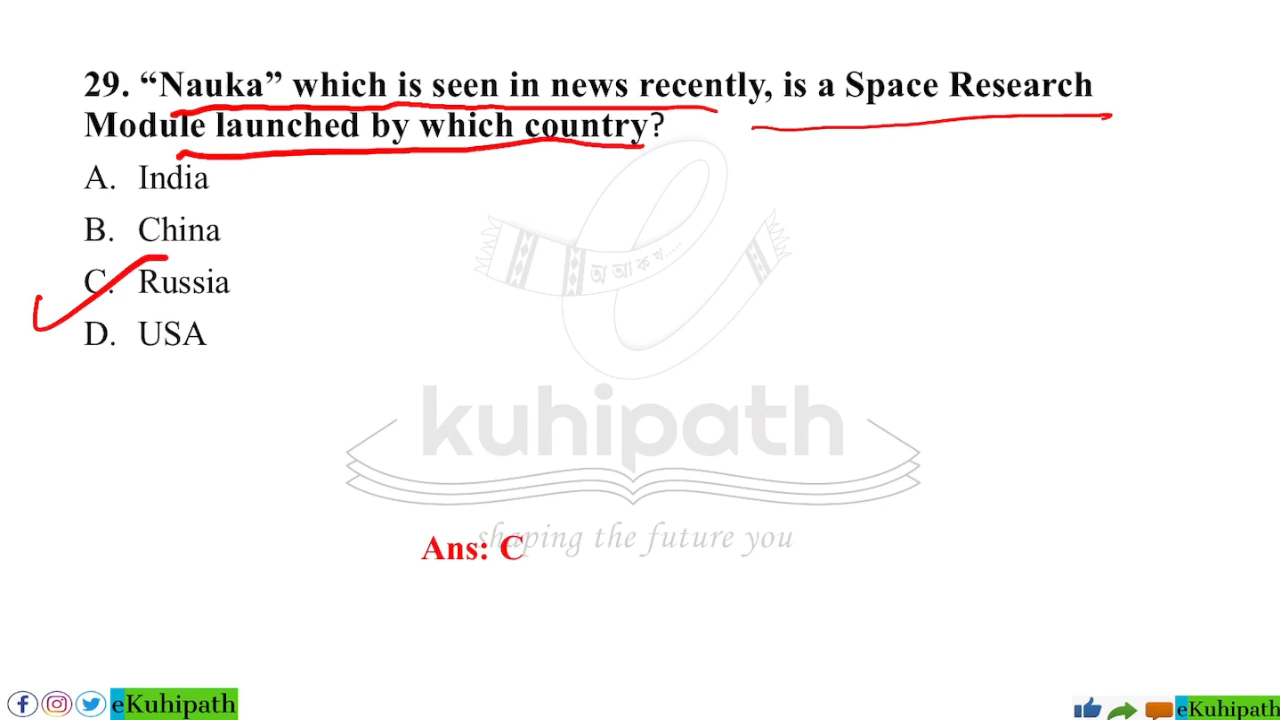 29. “Nauka” which is seen in news recently, is a Space Research
Module launched by which country?
A. India
B. China
C. Russia
D. USA
অ আ ক খ....
kuhipath
shaping the future you
Ans: C
eKuhipath
eKuhipath